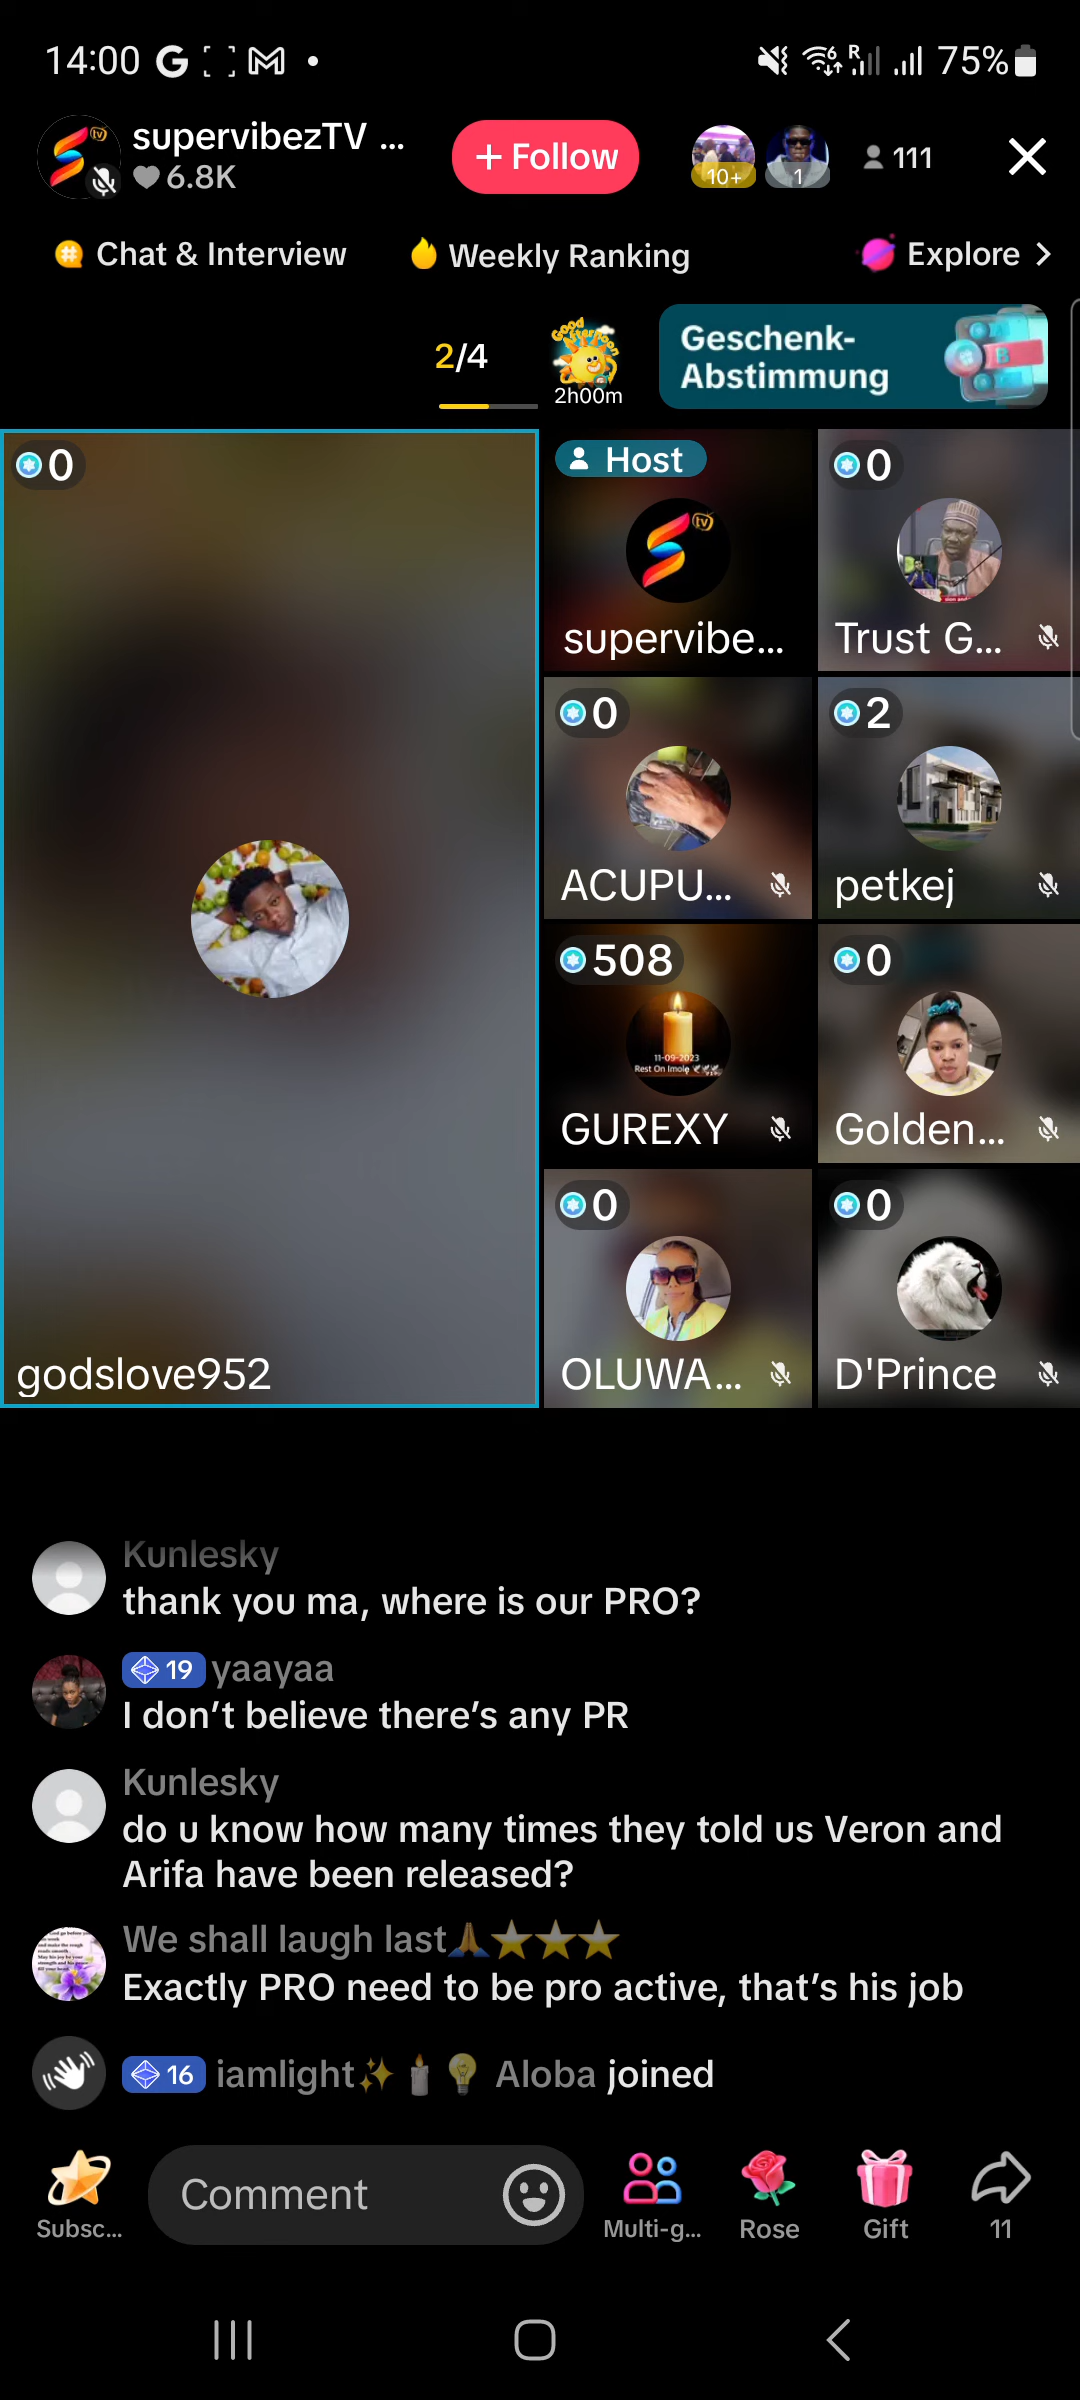 14:00
75%
supervibezTV ...
6.8K
+ Follow
10+
1
111
Chat & Interview
Weekly Ranking
Explore >
2/4
Good Afternoon
2h00m
Geschenk-
Abstimmung
0
godslove952
Host
tv
supervibe...
0
Trust G...
0
ACUPU...
2
petkej
508
11-09-2023
Rest On Imole
GUREXY
0
Golden...
0
OLUWA...
0
D'Prince
Kunlesky
thank you ma, where is our PRO?
19 yaayaa
I don't believe there's any PR
Kunlesky
do u know how many times they told us Veron and
Arifa have been released?
We shall laugh last🙏⭐⭐⭐
Exactly PRO need to be pro active, that's his job
16 iamlight✨🕯💡 Aloba joined
Subsc...
Comment
Multi-g...
Rose
Gift
11